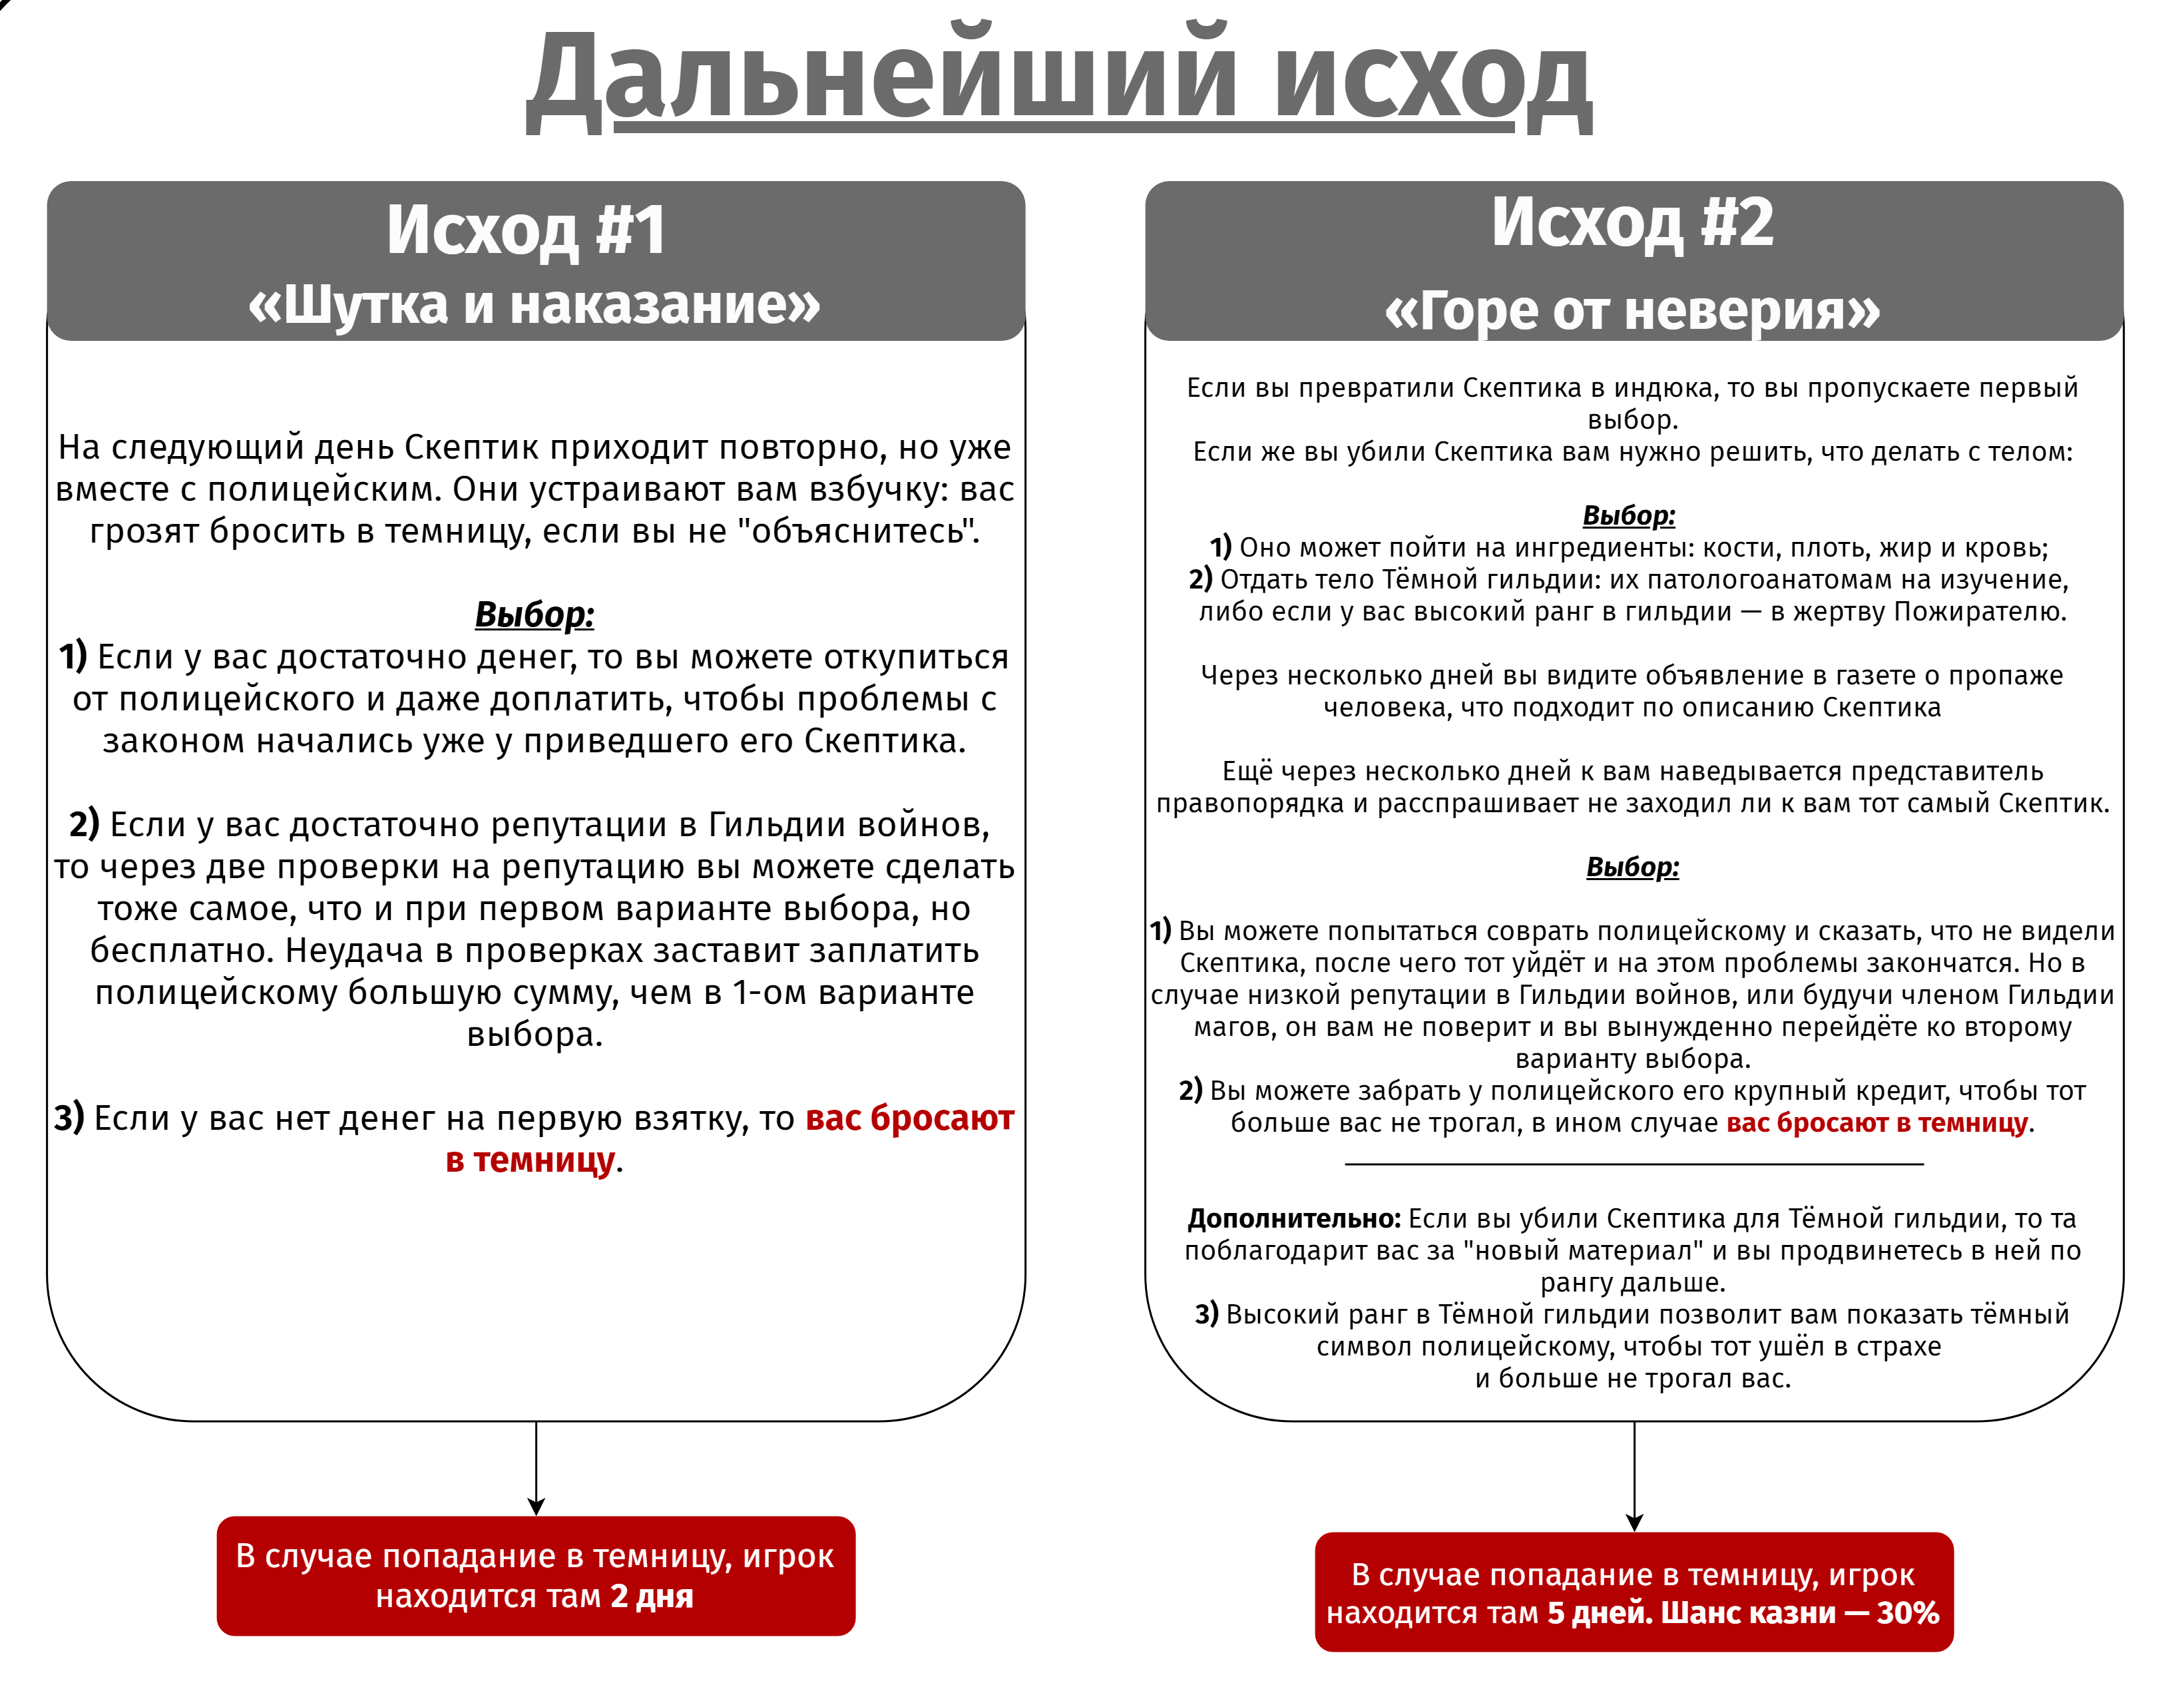 Дальнейший исход
Исход #1
«Шутка и наказание»
На следующий день Скептик приходит повторно, но уже
вместе с полицейским. Они устраивают вам взбучку: вас
грозят бросить в темницу, если вы не "объяснитесь".
Выбор:
1) Если у вас достаточно денег, то вы можете откупиться
от полицейского и даже доплатить, чтобы проблемы с
законом начались уже у приведшего его Скептика.
2) Если у вас достаточно репутации в Гильдии войнов,
то через две проверки на репутацию вы можете сделать
тоже самое, что и при первом варианте выбора, но
бесплатно. Неудача в проверках заставит заплатить
полицейскому большую сумму, чем в 1-ом варианте
выбора.
3) Если у вас нет денег на первую взятку, то вас бросают
в темницу.
В случае попадание в темницу, игрок
находится там 2 дня
Исход #2
«Горе от неверия»
Если вы превратили Скептика в индюка, то вы пропускаете первый
выбор.
Если же вы убили Скептика вам нужно решить, что делать с телом:
Выбор:
1) Оно может пойти на ингредиенты: кости, плоть, жир и кровь;
2) Отдать тело Тёмной гильдии: их патологоанатомам на изучение,
либо если у вас высокий ранг в гильдии — в жертву Пожирателю.
Через несколько дней вы видите объявление в газете о пропаже
человека, что подходит по описанию Скептика
Ещё через несколько дней к вам наведывается представитель
правопорядка и расспрашивает не заходил ли к вам тот самый Скептик.
Выбор:
1) Вы можете попытаться соврать полицейскому и сказать, что не видели
Скептика, после чего тот уйдёт и на этом проблемы закончатся. Но в
случае низкой репутации в Гильдии войнов, или будучи членом Гильдии
магов, он вам не поверит и вы вынужденно перейдёте ко второму
варианту выбора.
2) Вы можете забрать у полицейского его крупный кредит, чтобы тот
больше вас не трогал, в ином случае вас бросают в темницу.
Дополнительно: Если вы убили Скептика для Тёмной гильдии, то та
поблагодарит вас за "новый материал" и вы продвинетесь в ней по
рангу дальше.
3) Высокий ранг в Тёмной гильдии позволит вам показать тёмный
символ полицейскому, чтобы тот ушёл в страхе
и больше не трогал вас.
В случае попадание в темницу, игрок
находится там 5 дней. Шанс казни — 30%